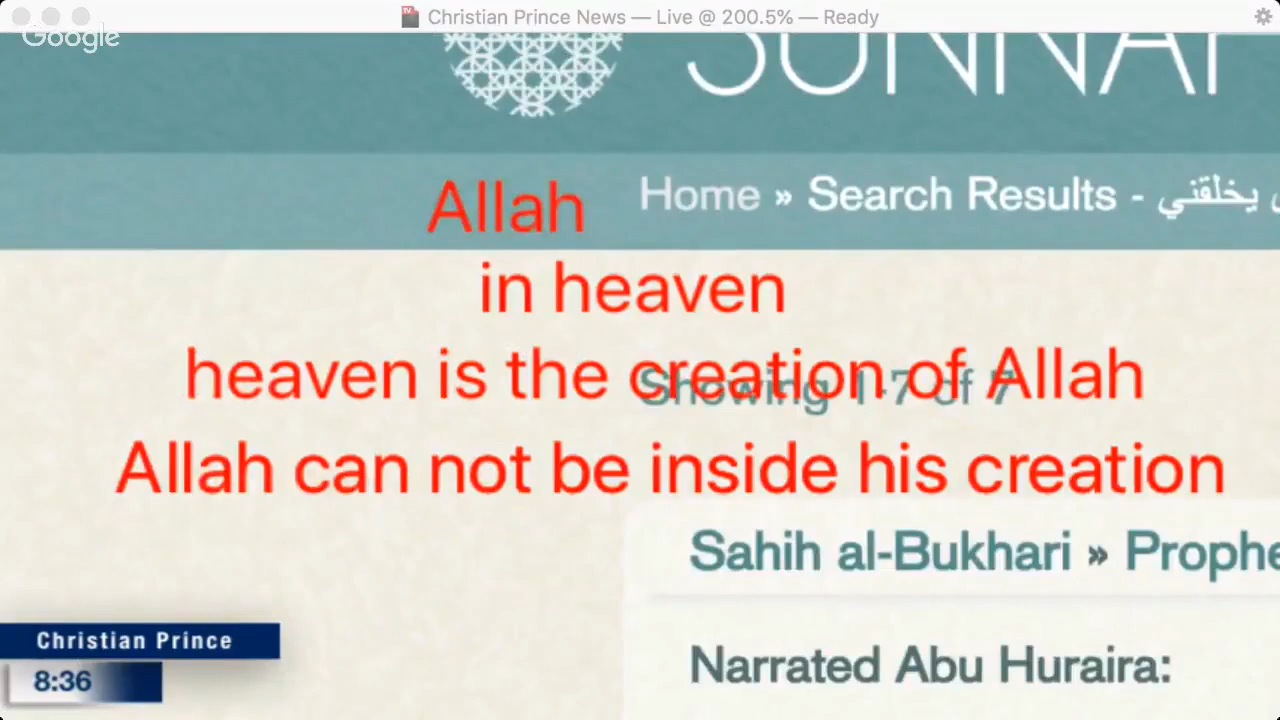 Christian Prince News — Live @ 200.5% — Ready
Google
Allah
Home » Search Results - يخلقني
in heaven
heaven is the creation of Allah
Showing 1-7 of 7
Allah can not be inside his creation
Sahih al-Bukhari »
Narrated Abu Huraira:
Christian Prince
8:36